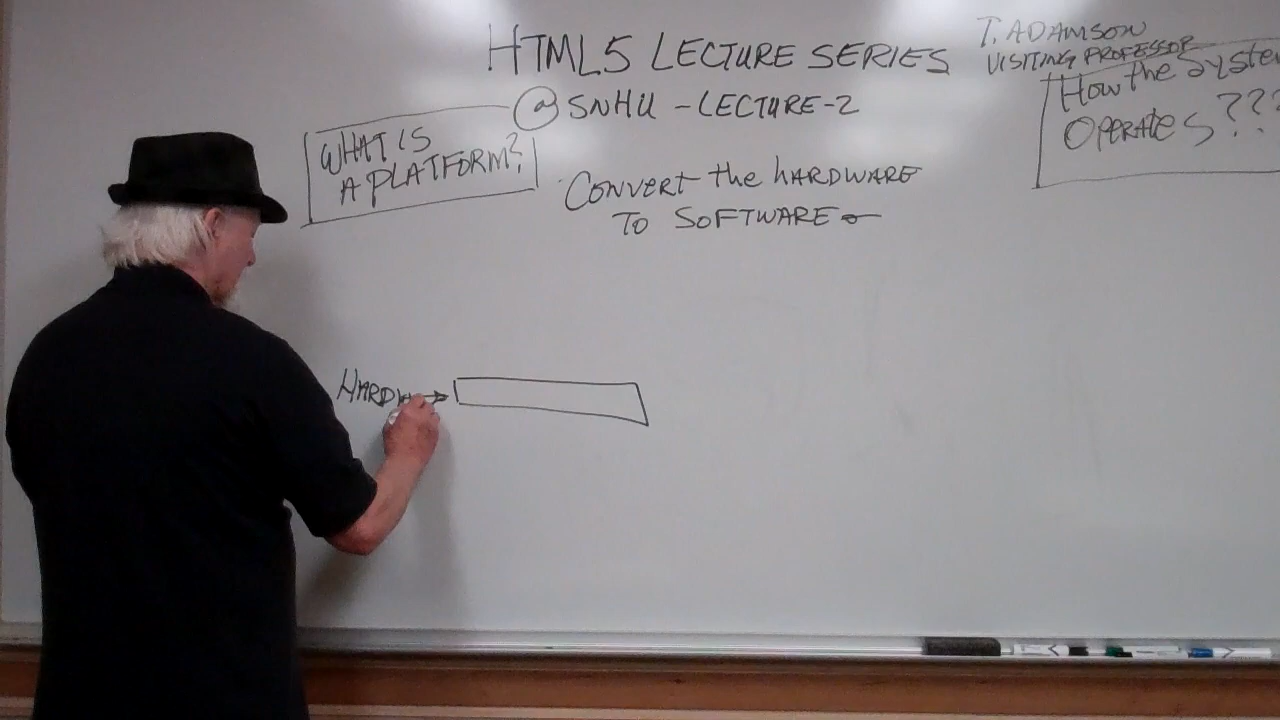 HTML5 LECTURE SERIES
@ SNHU - LECTURE-2
T. ADAMSON
VISITING PROFESSOR
How the System
OPERATES???
WHAT IS
A PLATFORM?
CONVERT the HARDWARE
TO SOFTWARE
HARDW